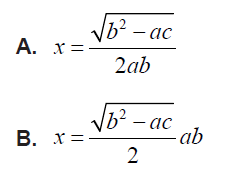 A. x = √(b² – ac) / 2ab
B. x = √(b² – ac) / 2 ab